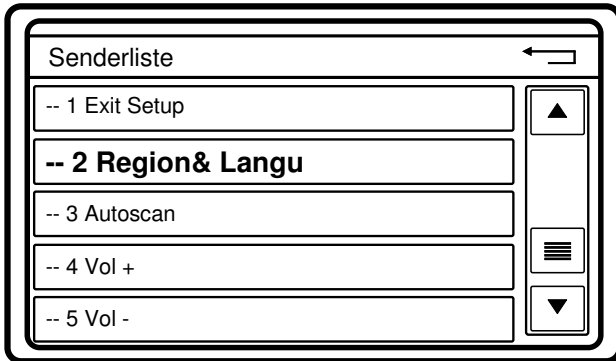 Senderliste
-- 1 Exit Setup
-- 2 Region& Langu
-- 3 Autoscan
-- 4 Vol +
-- 5 Vol -